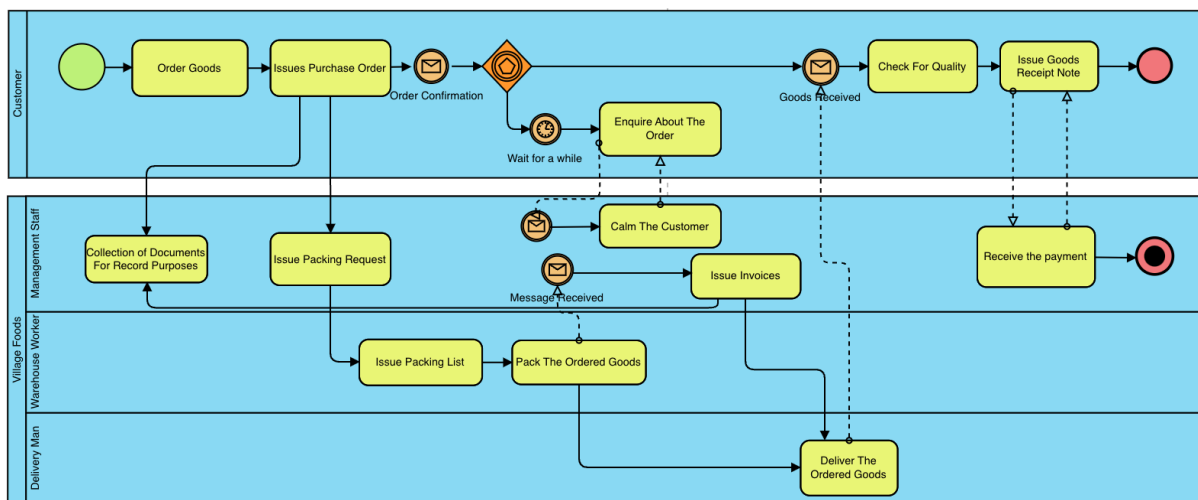 Customer
Order Goods
Issues Purchase Order
Order Confirmation
Wait for a while
Enquire About The
Order
Goods Received
Check For Quality
Issue Goods
Receipt Note
Village Foods
Management Staff
Collection of Documents
For Record Purposes
Issue Packing Request
Calm The Customer
Message Received
Issue Invoices
Receive the payment
Warehouse Worker
Issue Packing List
Pack The Ordered Goods
Delivery Man
Deliver The
Ordered Goods